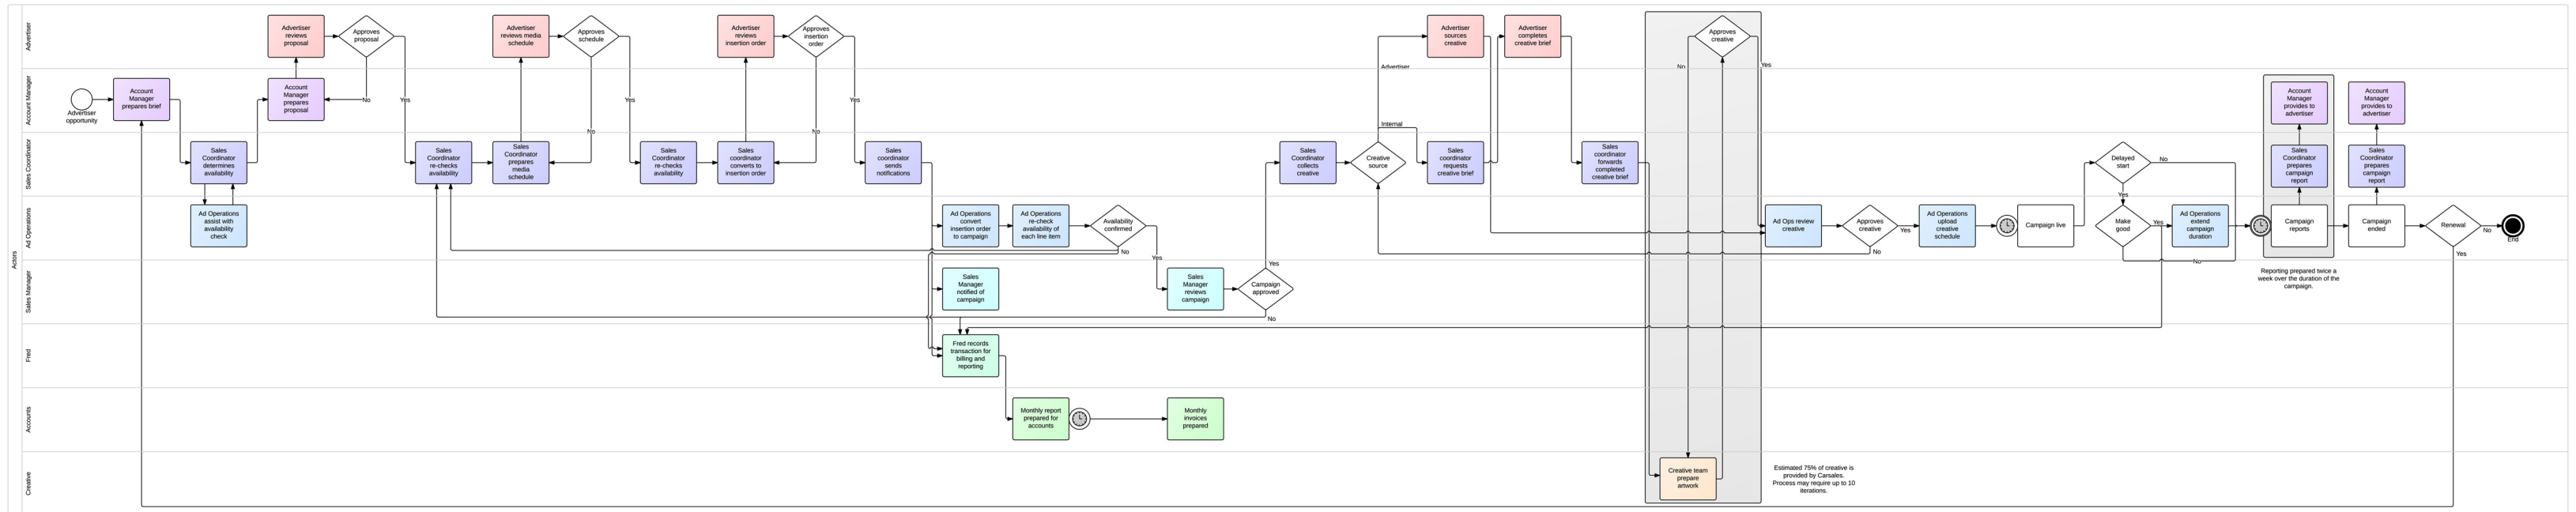 Actors
Advertiser
Account Manager
Sales Coordinator
Ad Operations
Sales Manager
Fred
Accounts
Creative
Advertiser
opportunity
Account
Manager
prepares brief
Sales
Coordinator
determines
availability
Ad Operations
assist with
availability
check
Account
Manager
prepares
proposal
Advertiser
reviews
proposal
Approves
proposal
No
Yes
Sales
Coordinator
re-checks
availability
Sales
Coordinator
prepares
media
schedule
Advertiser
reviews media
schedule
Approves
schedule
No
Yes
Sales
Coordinator
re-checks
availability
Sales
coordinator
converts to
insertion order
Advertiser
reviews
insertion order
Approves
insertion
order
No
Yes
Sales
coordinator
sends
notifications
Ad Operations
convert
insertion order
to campaign
Ad Operations
re-check
availability of
each line item
Availability
confirmed
No
Yes
Sales
Manager
notified of
campaign
Sales
Manager
reviews
campaign
Campaign
approved
Yes
No
Fred records
transaction for
billing and
reporting
Monthly report
prepared for
accounts
Monthly
invoices
prepared
Sales
Coordinator
collects
creative
Creative
source
Advertiser
Internal
Advertiser
sources
creative
Sales
coordinator
requests
creative brief
Advertiser
completes
creative brief
Sales
coordinator
forwards
completed
creative brief
Approves
creative
No
Yes
Creative team
prepare
artwork
Estimated 75% of creative is
provided by Carsales.
Process may require up to 10
iterations.
Ad Ops review
creative
Approves
creative
Yes
No
Ad Operations
upload
creative
schedule
Campaign live
Delayed
start
No
Yes
Make
good
Yes
No
Ad Operations
extend
campaign
duration
Campaign
reports
Sales
Coordinator
prepares
campaign
report
Account
Manager
provides to
advertiser
Reporting prepared twice a
week over the duration of the
campaign.
Campaign
ended
Sales
Coordinator
prepares
campaign
report
Account
Manager
provides to
advertiser
Renewal
No
Yes
End